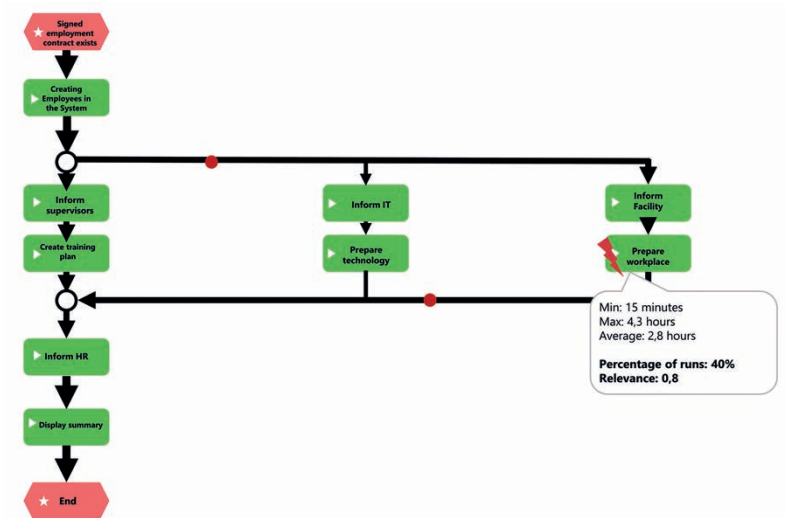 Signed
employment
contract exists
Creating
Employees in
the System
Inform
supervisors
Inform IT
Inform
Facility
Create training
plan
Prepare
technology
Prepare
workplace
Min: 15 minutes
Max: 4,3 hours
Average: 2,8 hours
Percentage of runs: 40%
Relevance: 0,8
Inform HR
Display summary
End